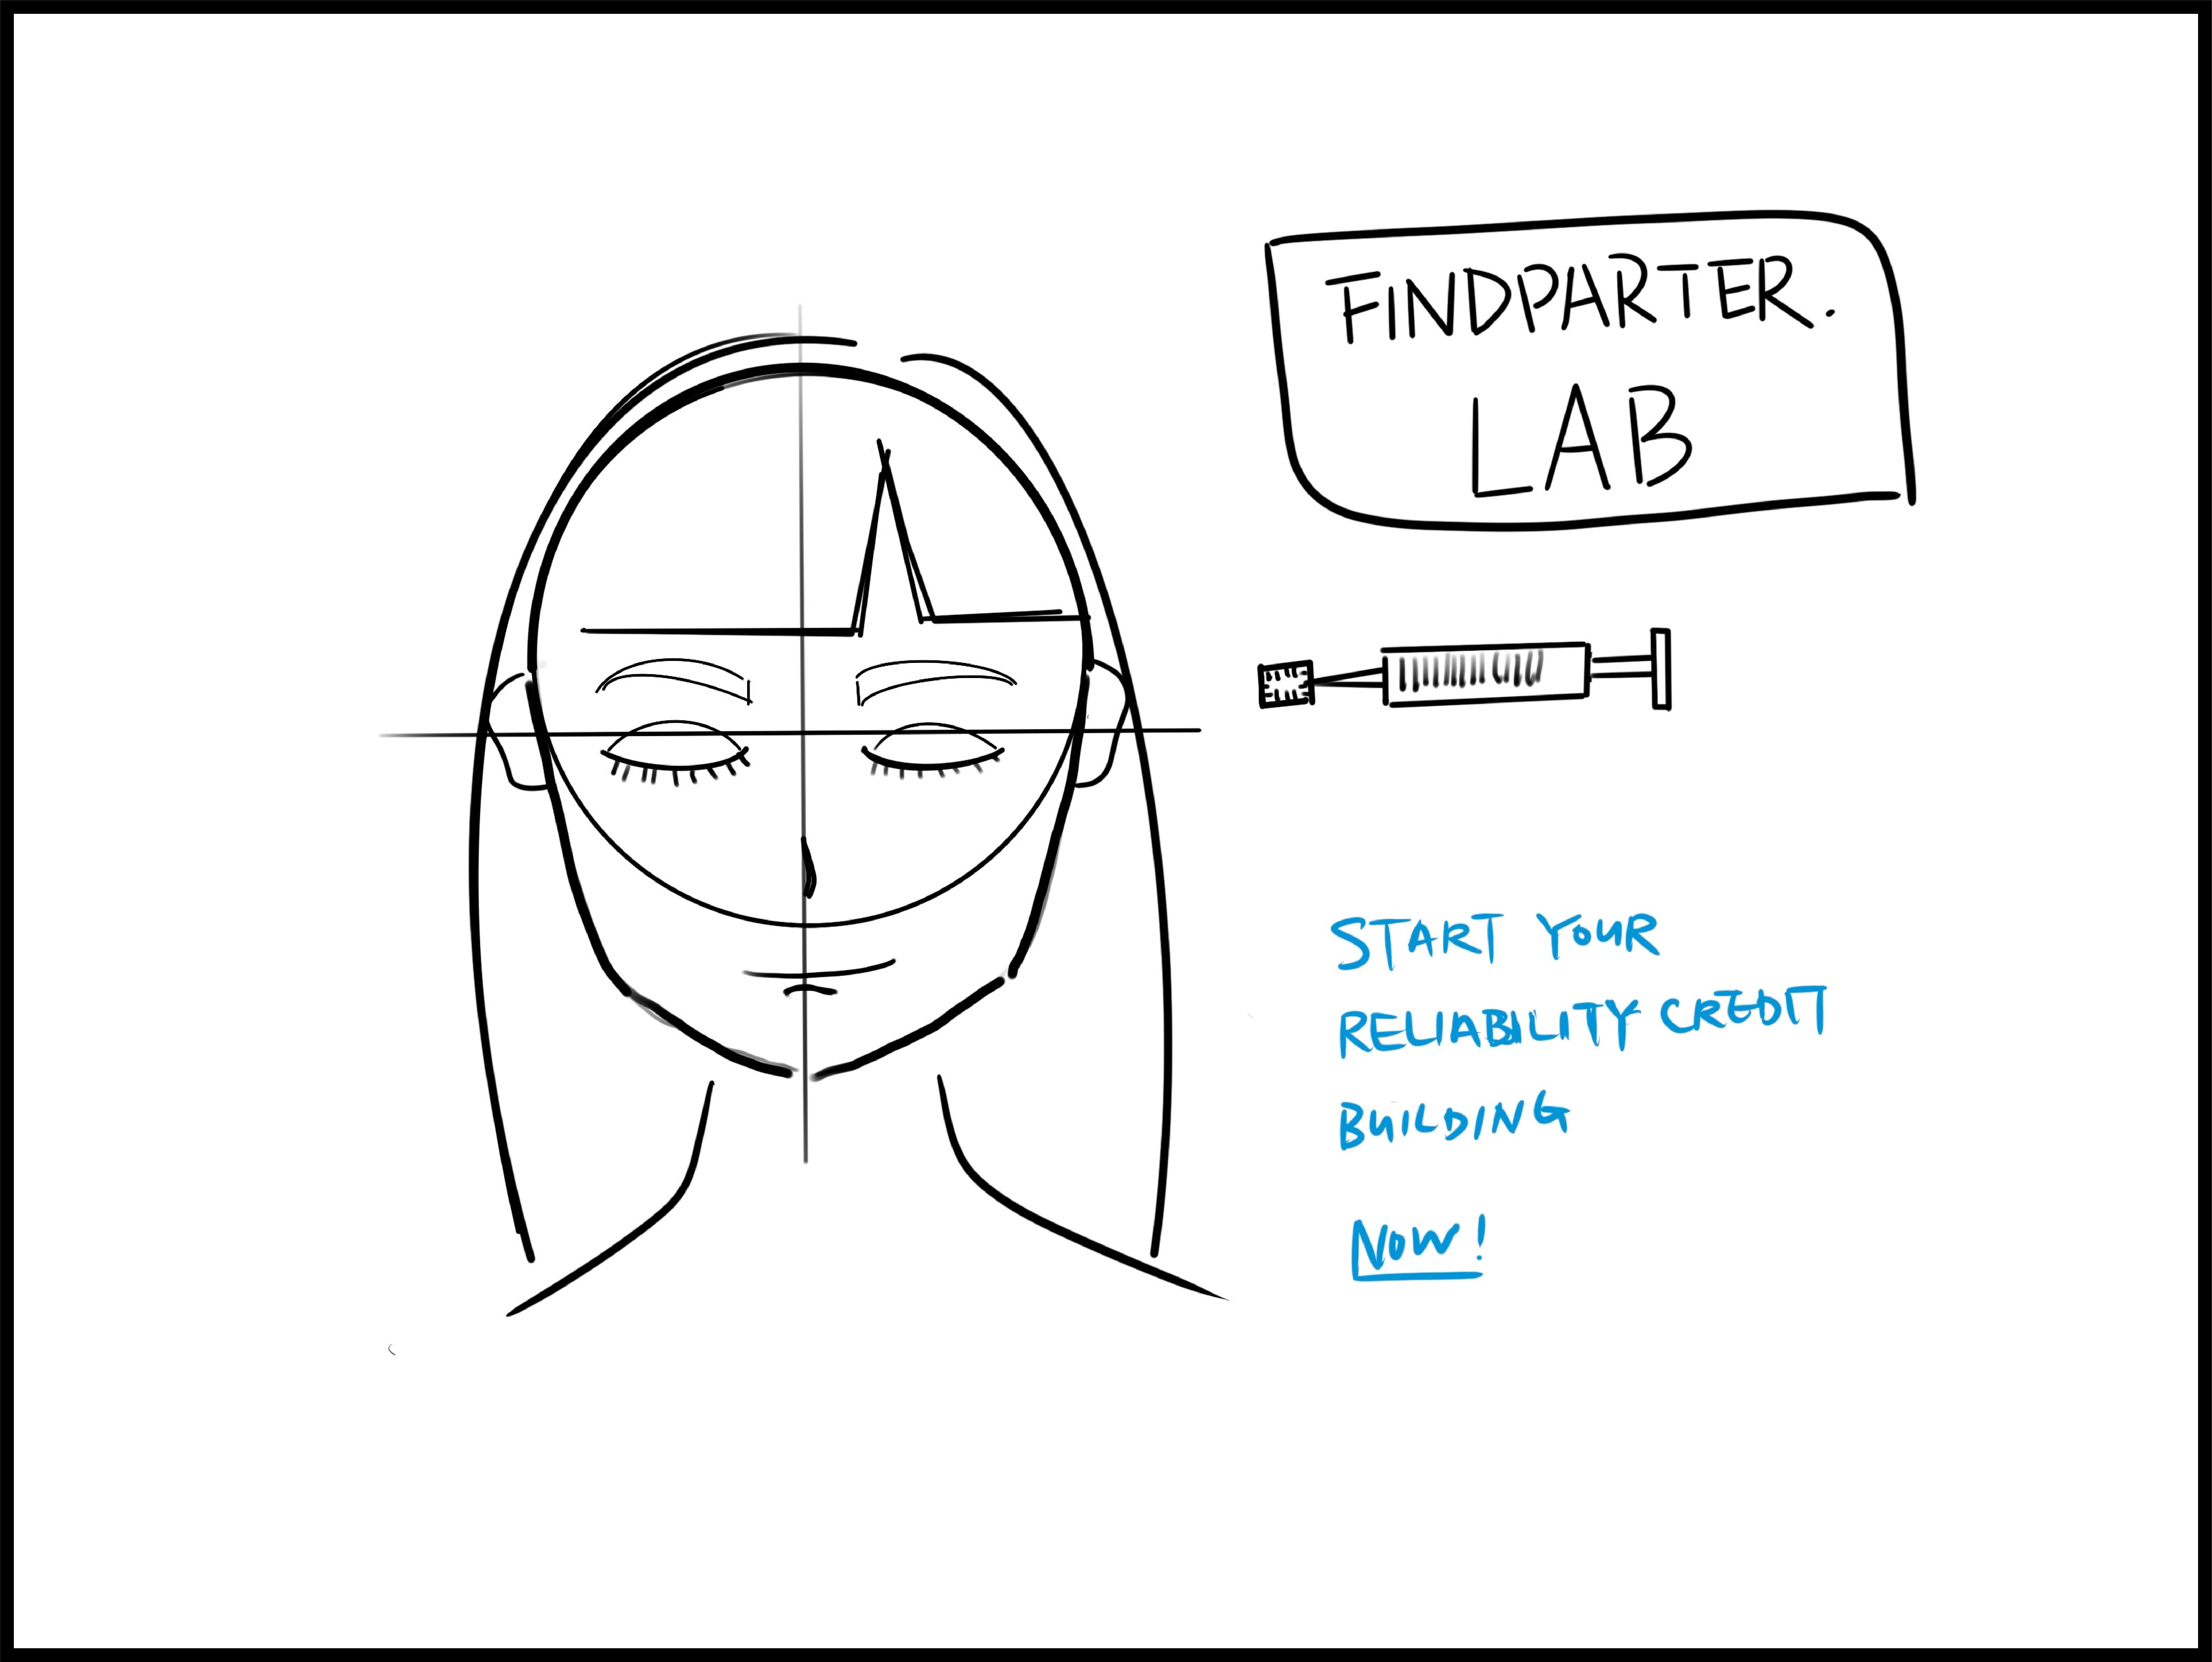 FINDPARTER.
LAB
START YOUR
RELIABILITY CREDIT
BUILDING
NOW!